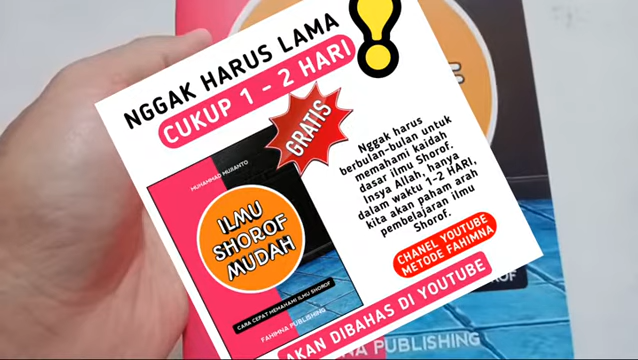 NGGAK HARUS LAMA
CUKUP 1 - 2 HARI
GRATIS
MUHAMMAD MURANTO
ILMU
SHOROF
MUDAH
CARA CEPAT MEMAHAMI ILMU SHOROF
FAHIMNA PUBLISHING
Nggak harus
berbulan-bulan untuk
memahami kaidah
dasar ilmu Shorof.
Insya Allah, hanya
dalam waktu 1-2 HARI,
kita akan paham arah
pembelajaran ilmu
Shorof.
CHANEL YOUTUBE
METODE FAHIMNA
AKAN DIBAHAS DI YOUTUBE
PUBLISHING